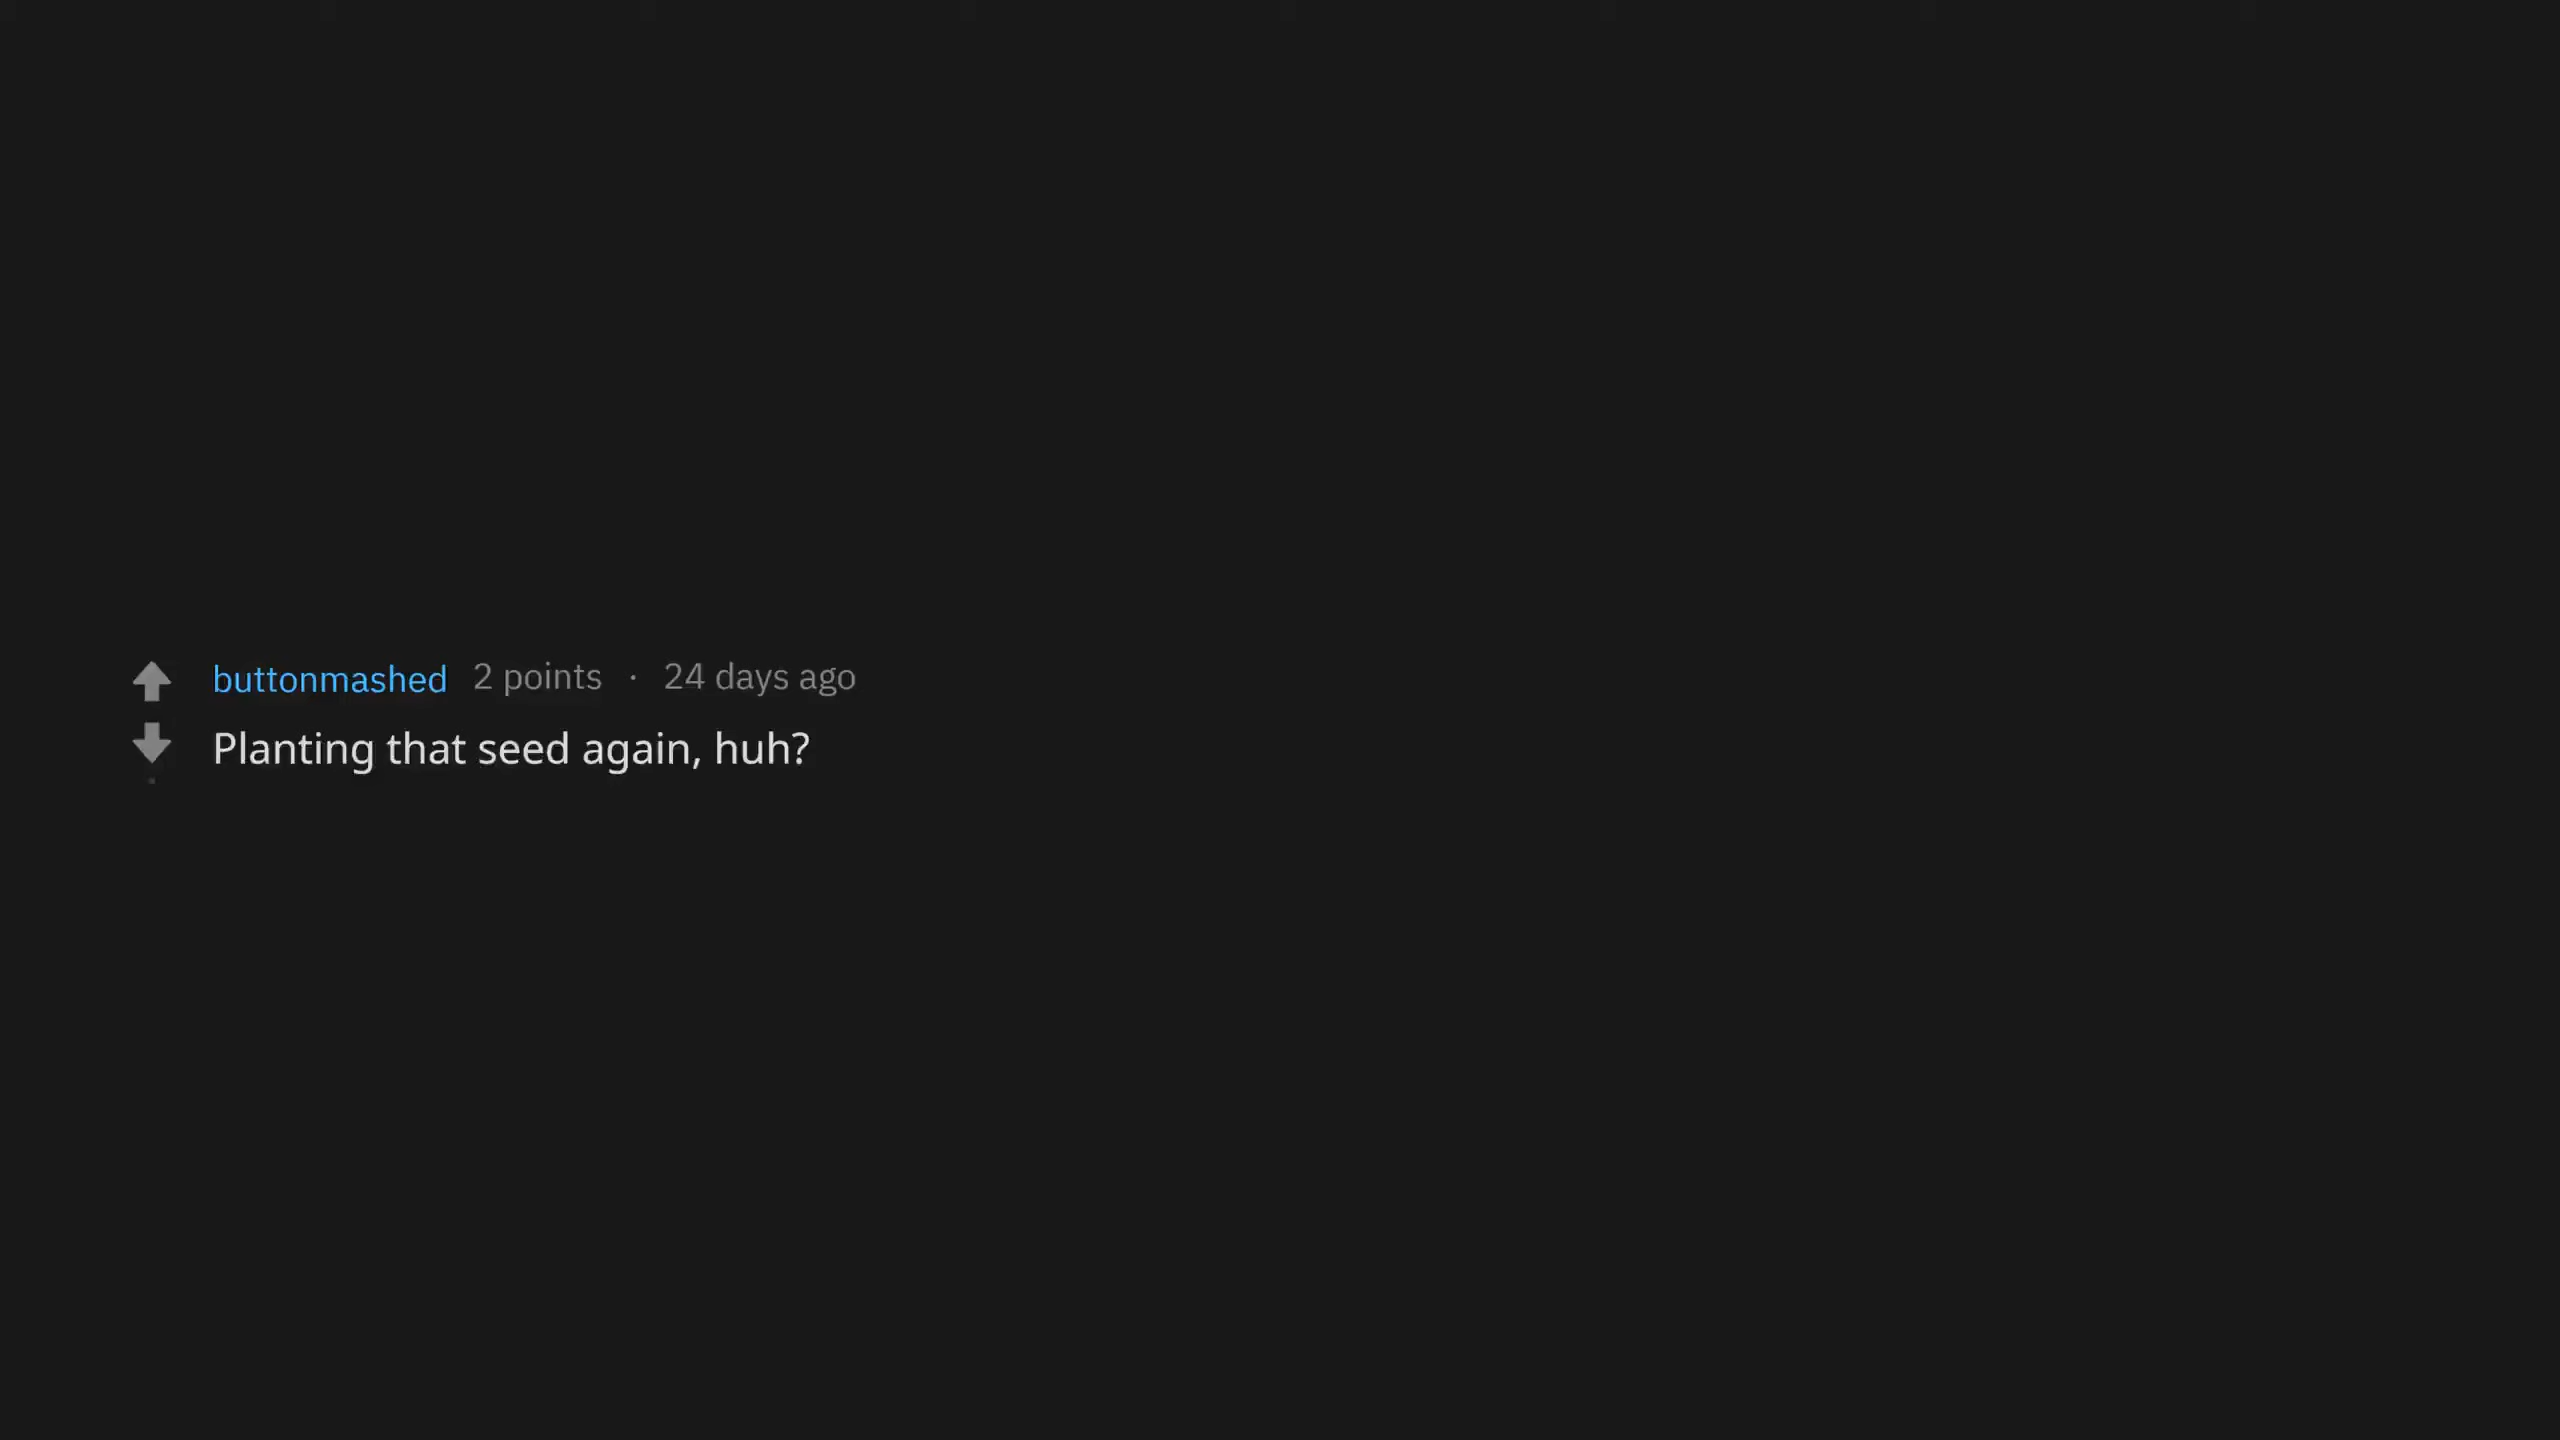 buttonmashed 2 points · 24 days ago
Planting that seed again, huh?